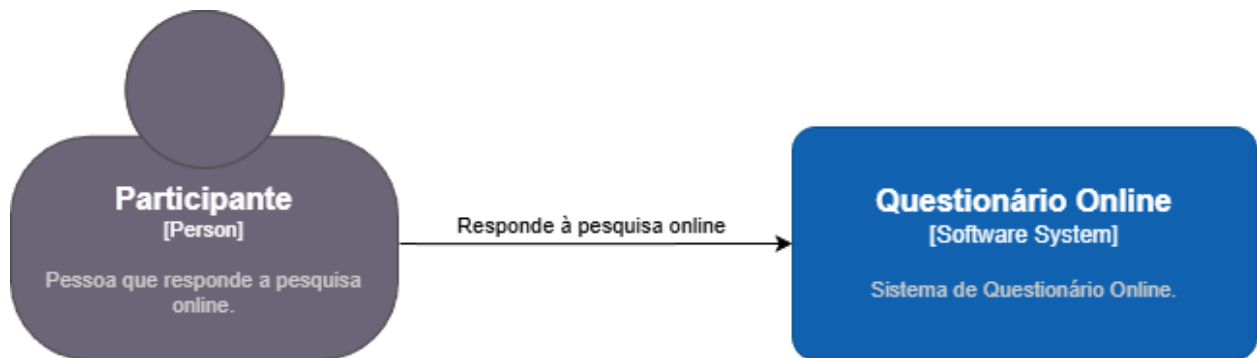 Participante
[Person]
Pessoa que responde a pesquisa
online.
Responde à pesquisa online
Questionário Online
[Software System]
Sistema de Questionário Online.